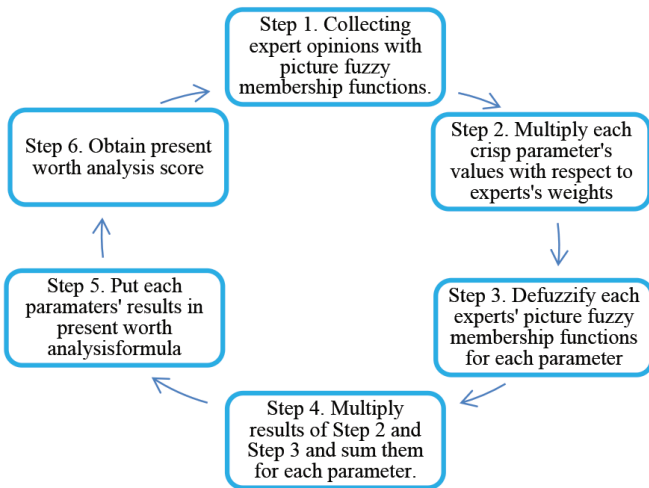 Step 1. Collecting
expert opinions with
picture fuzzy
membership functions.
Step 2. Multiply each
crisp parameter's
values with respect to
experts's weights
Step 3. Defuzzify each
experts' picture fuzzy
membership functions
for each parameter
Step 4. Multiply
results of Step 2 and
Step 3 and sum them
for each parameter.
Step 5. Put each
paramaters' results in
present worth
analysisformula
Step 6. Obtain present
worth analysis score